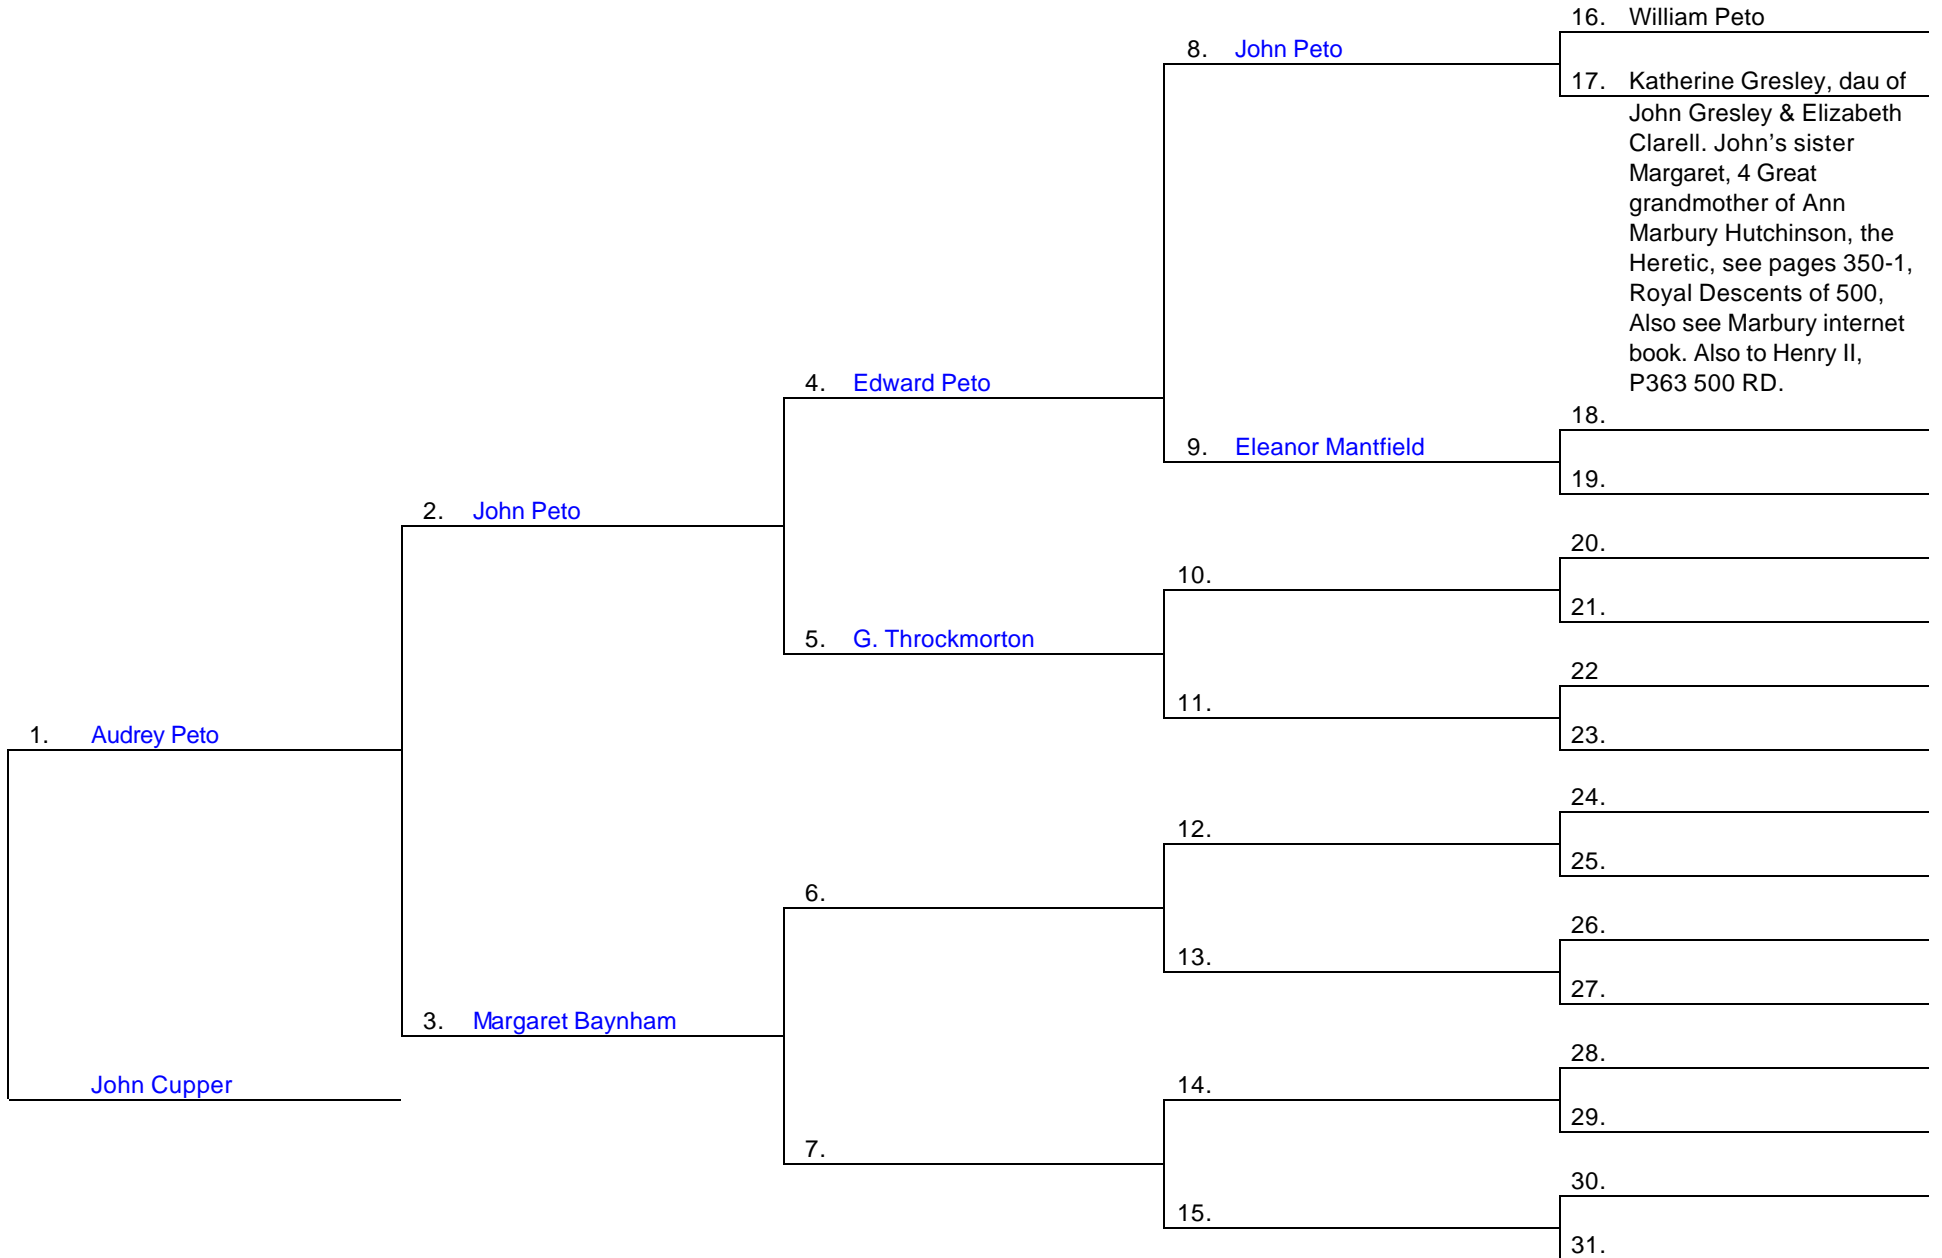 16. William Peto
8. John Peto
17. Katherine Gresley, dau of
John Gresley & Elizabeth
Clarell. John’s sister
Margaret, 4 Great
grandmother of Ann
Marbury Hutchinson, the
Heretic, see pages 350-1,
Royal Descents of 500,
Also see Marbury internet
book. Also to Henry II,
P363 500 RD.
4. Edward Peto
18.
9. Eleanor Mantfield
19.
2. John Peto
20.
10.
21.
5. G. Throckmorton
22
11.
23.
1. Audrey Peto
24.
12.
25.
6.
26.
13.
27.
3. Margaret Baynham
28.
14.
John Cupper
29.
7.
30.
15.
31.